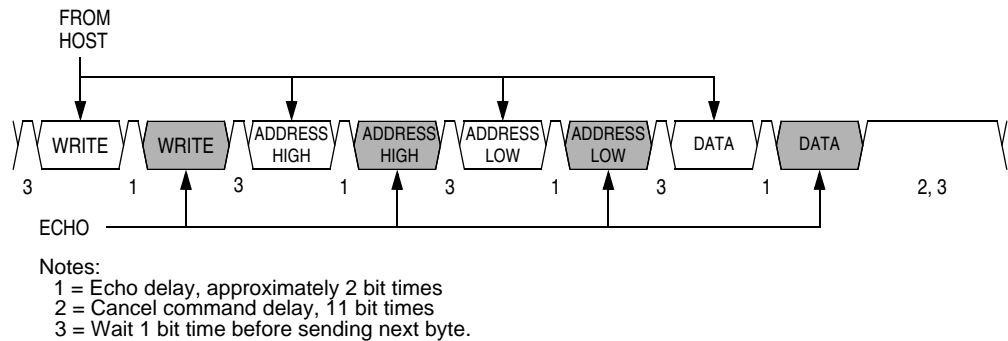 FROM
HOST
WRITE WRITE ADDRESS HIGH ADDRESS HIGH ADDRESS LOW ADDRESS LOW DATA DATA
3 1 3 1 3 1 3 1 2, 3
ECHO
Notes:
1 = Echo delay, approximately 2 bit times
2 = Cancel command delay, 11 bit times
3 = Wait 1 bit time before sending next byte.